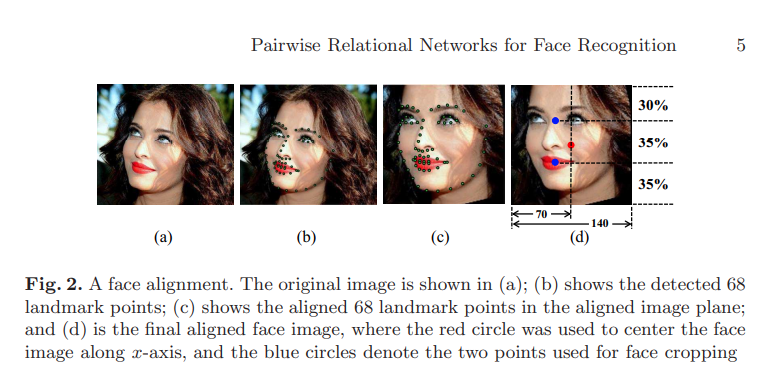 Pairwise Relational Networks for Face Recognition 5
30%
35%
35%
70
140
(a) (b) (c) (d)
Fig. 2. A face alignment. The original image is shown in (a); (b) shows the detected 68
landmark points; (c) shows the aligned 68 landmark points in the aligned image plane;
and (d) is the final aligned face image, where the red circle was used to center the face
image along x-axis, and the blue circles denote the two points used for face cropping